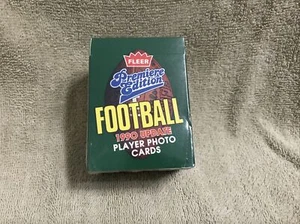 FLEER
Premiere
Edition
FOOTBALL
1990 UPDATE
PLAYER PHOTO
CARDS